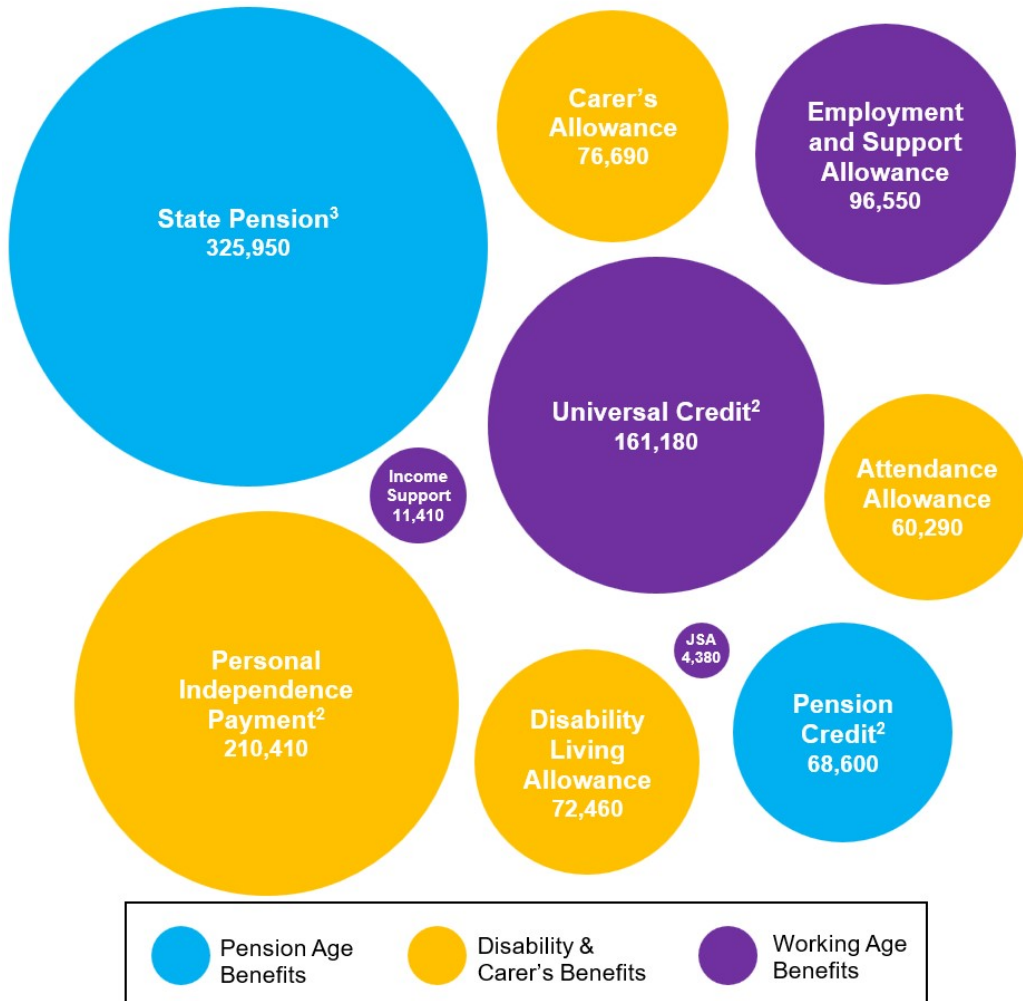 State Pension³
325,950
Carer's
Allowance
76,690
Employment
and Support
Allowance
96,550
Universal Credit²
161,180
Income
Support
11,410
Attendance
Allowance
60,290
Personal
Independence
Payment²
210,410
JSA
4,380
Disability
Living
Allowance
72,460
Pension
Credit²
68,600
Pension Age
Benefits
Disability &
Carer's Benefits
Working Age
Benefits